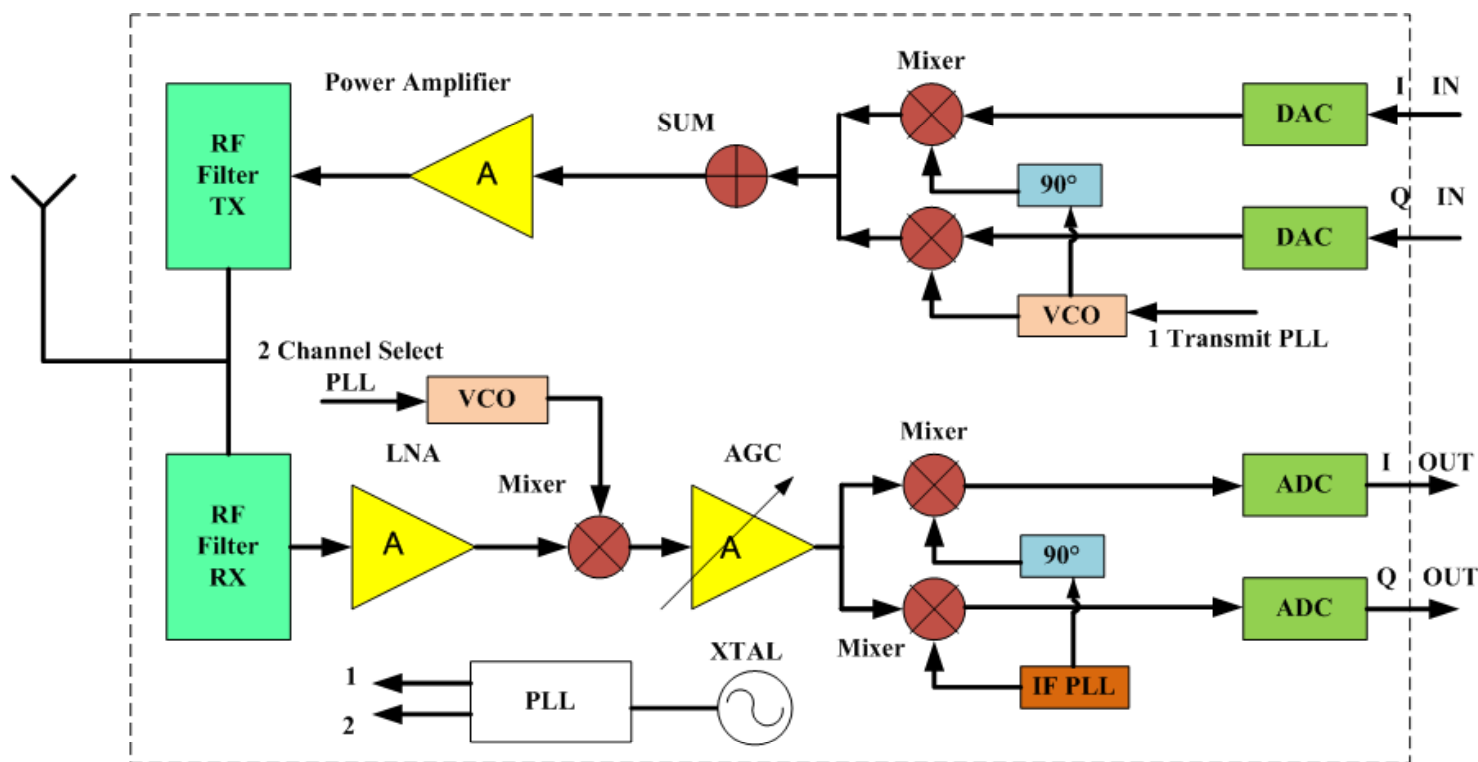 Power Amplifier
RF
Filter
TX
A
SUM
Mixer
DAC
I IN
90°
DAC
Q IN
VCO
1 Transmit PLL
2 Channel Select
PLL
VCO
LNA
Mixer
AGC
Mixer
RF
Filter
RX
A
A
ADC
I OUT
90°
ADC
Q OUT
Mixer
IF PLL
XTAL
1
2
PLL